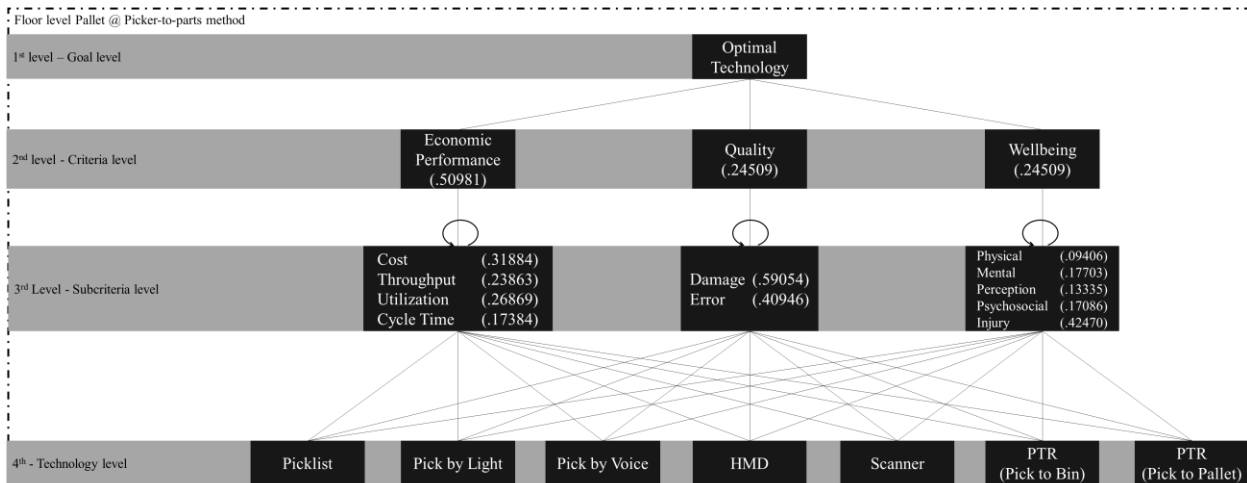 Floor level Pallet @ Picker-to-parts method
1st level – Goal level
Optimal
Technology
2nd level - Criteria level
Economic
Performance
(.50981)
Quality
(.24509)
Wellbeing
(.24509)
3rd Level - Subcriteria level
Cost (.31884)
Throughput (.23863)
Utilization (.26869)
Cycle Time (.17384)
Damage (.59054)
Error (.40946)
Physical (.09406)
Mental (.17703)
Perception (.13335)
Psychosocial (.17086)
Injury (.42470)
4th - Technology level
Picklist
Pick by Light
Pick by Voice
HMD
Scanner
PTR
(Pick to Bin)
PTR
(Pick to Pallet)